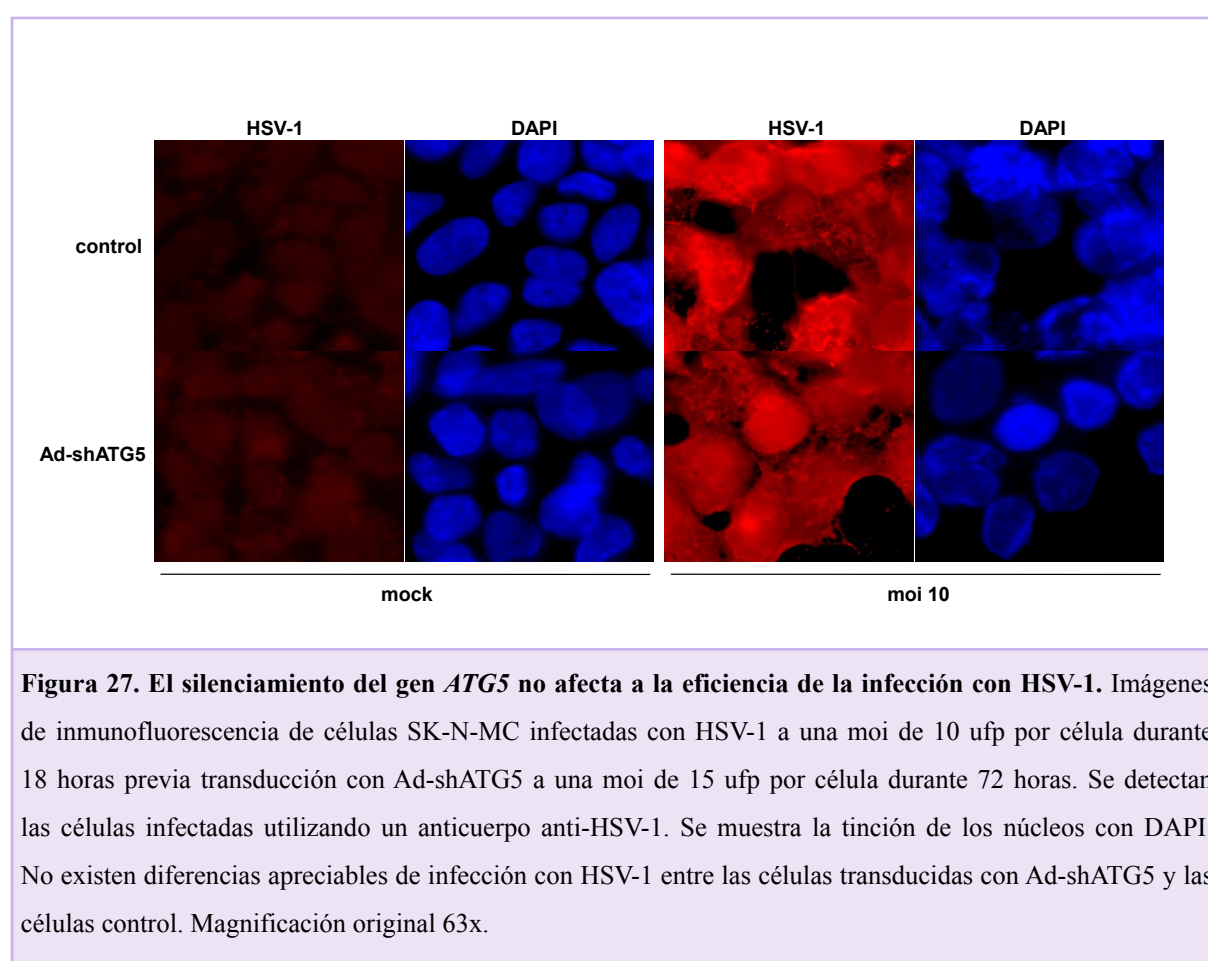 HSV-1 DAPI HSV-1 DAPI
control
Ad-shATG5
mock moi 10
Figura 27. El silenciamiento del gen ATG5 no afecta a la eficiencia de la infección con HSV-1. Imágenes
de inmunofluorescencia de células SK-N-MC infectadas con HSV-1 a una moi de 10 ufp por célula durante
18 horas previa transducción con Ad-shATG5 a una moi de 15 ufp por célula durante 72 horas. Se detectan
las células infectadas utilizando un anticuerpo anti-HSV-1. Se muestra la tinción de los núcleos con DAPI
No existen diferencias apreciables de infección con HSV-1 entre las células transducidas con Ad-shATG5 y las
células control. Magnificación original 63x.